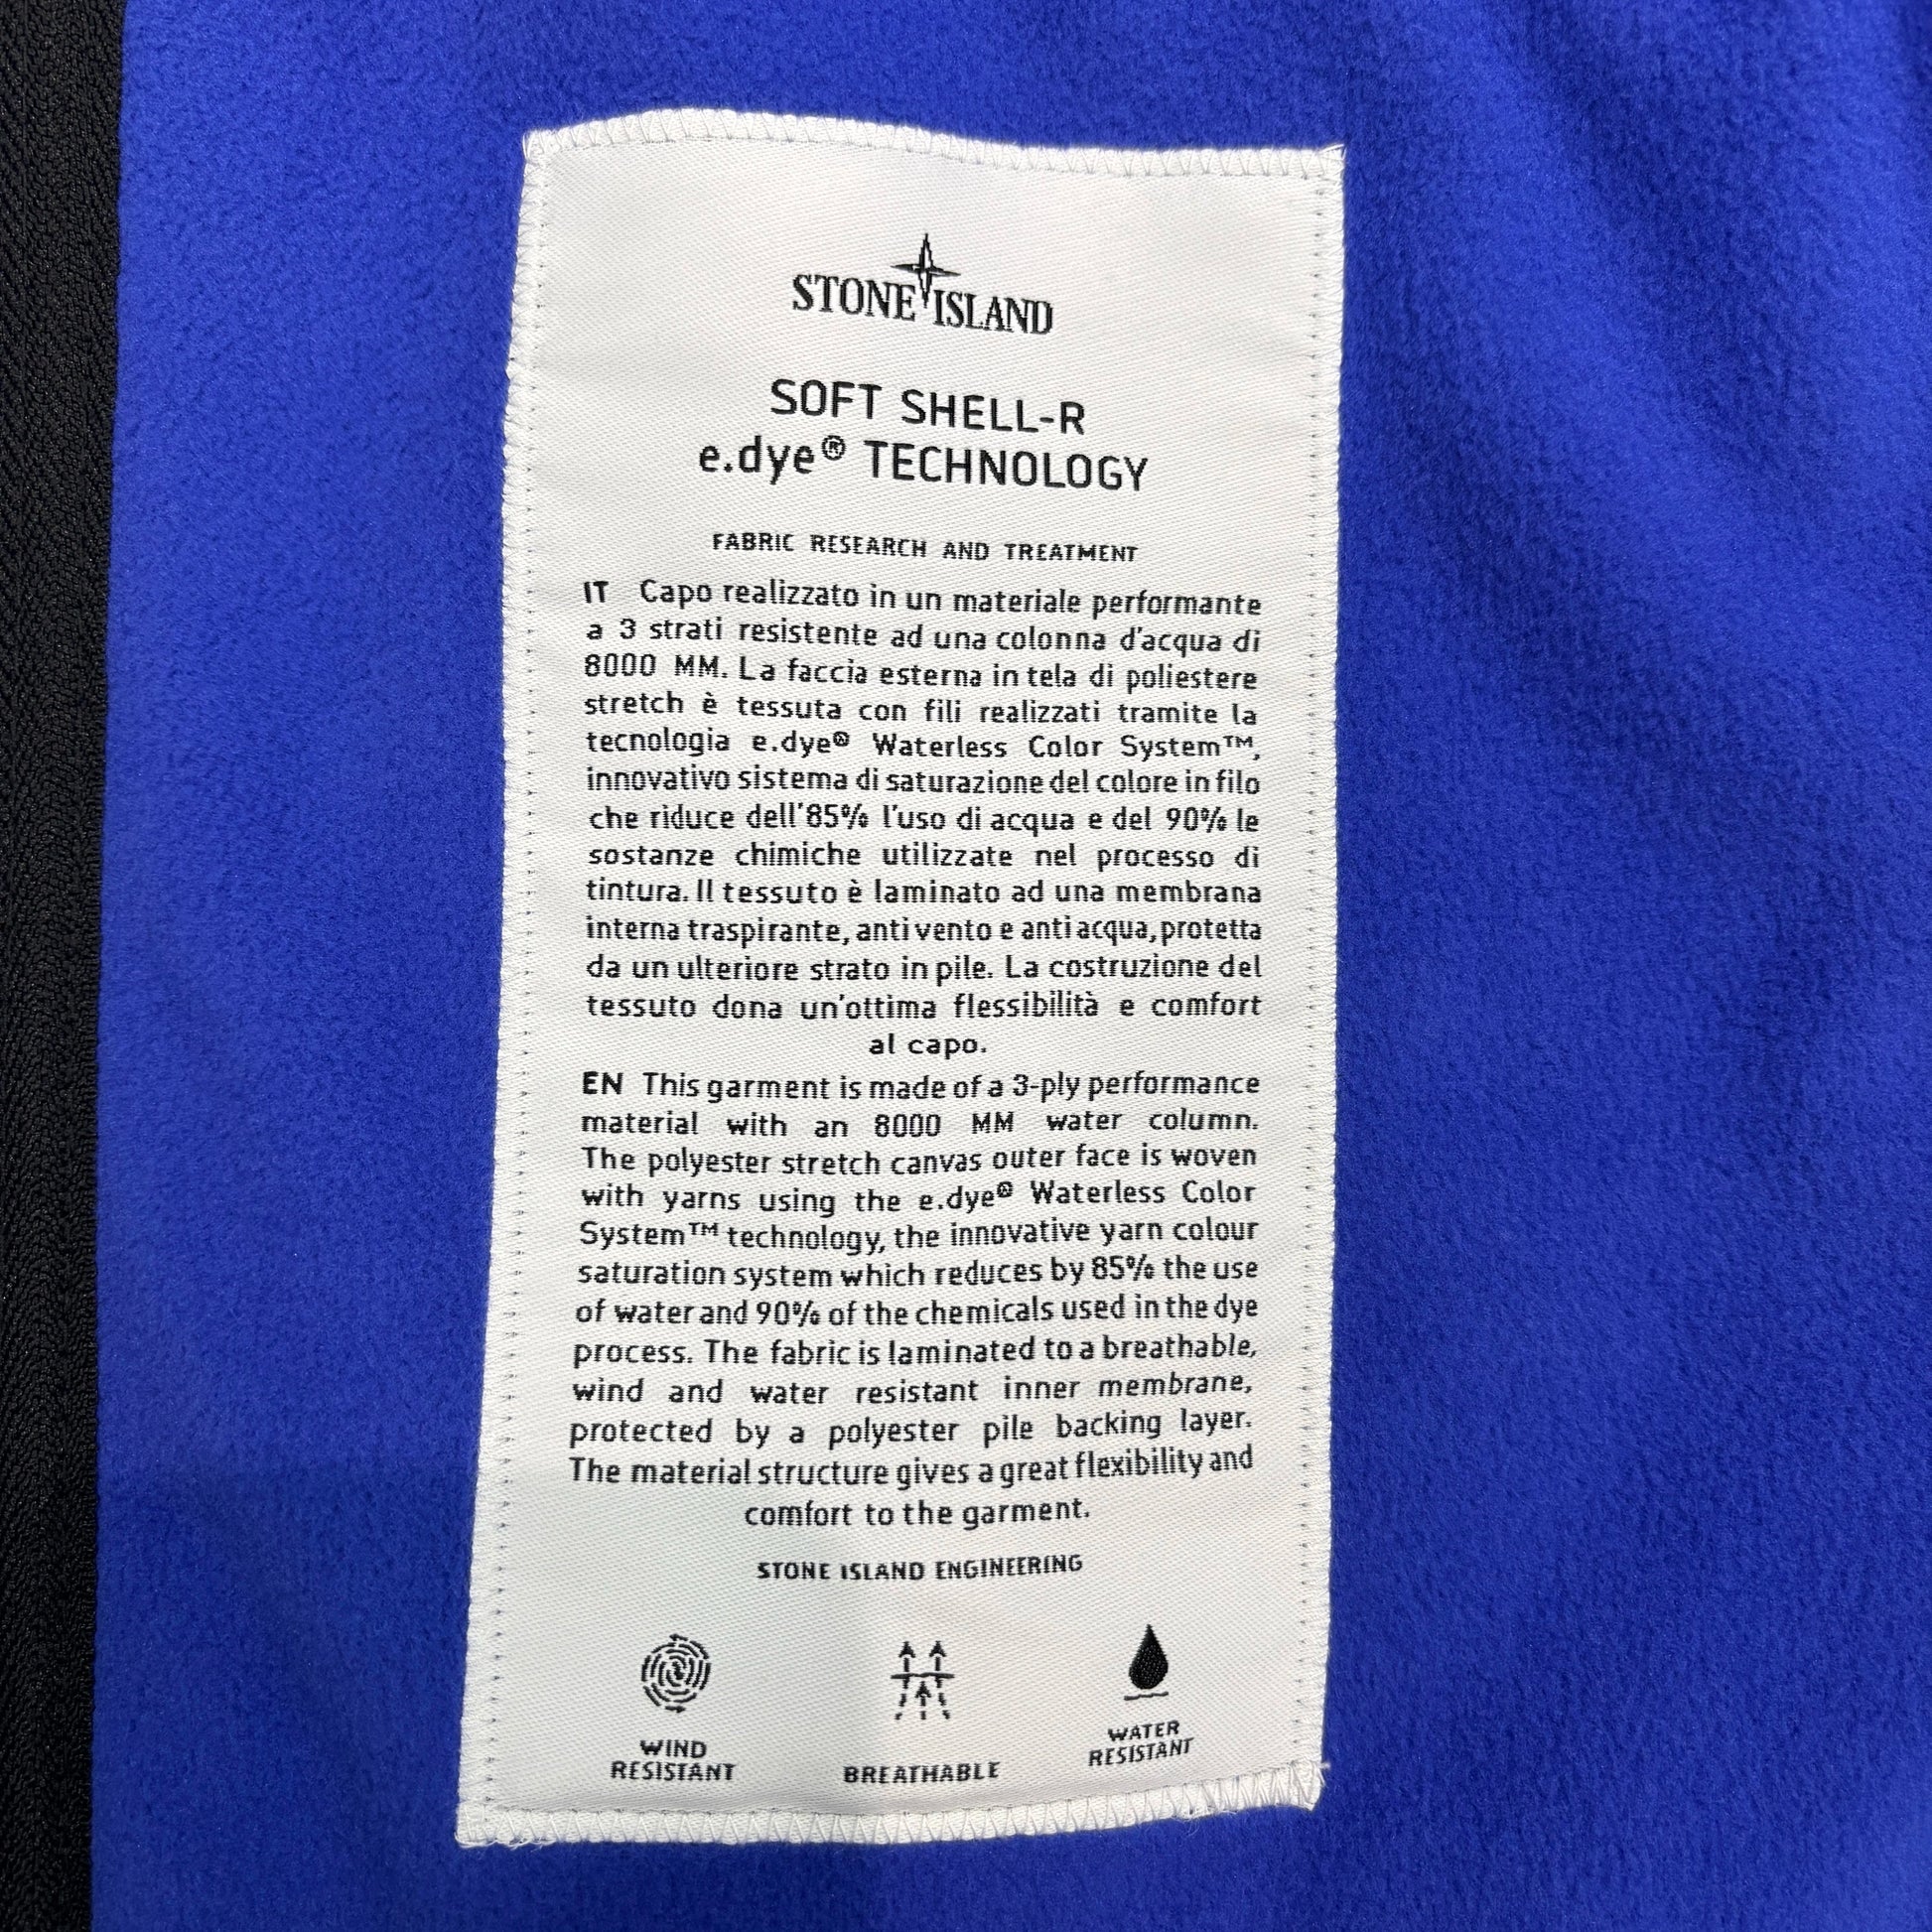 STONE ISLAND
SOFT SHELL-R
e.dye® TECHNOLOGY
FABRIC RESEARCH AND TREATMENT
IT Capo realizzato in un materiale performante
a 3 strati resistente ad una colonna d'acqua di
8000 MM. La faccia esterna in tela di poliestere
stretch è tessuta con fili realizzati tramite la
tecnologia e.dye® Waterless Color System™,
innovativo sistema di saturazione del colore in filo
che riduce dell'85% l'uso di acqua e del 90% le
sostanze chimiche utilizzate nel processo di
tintura. Il tessuto è laminato ad una membrana
interna traspirante, antivento e antiacqua, protetta
da un ulteriore strato in pile. La costruzione del
tessuto dona un'ottima flessibilità e comfort
al capo.
EN This garment is made of a 3-ply performance
material with an 8000 MM water column.
The polyester stretch canvas outer face is woven
with yarns using the e.dye® Waterless Color
System™ technology, the innovative yarn colour
saturation system which reduces by 85% the use
of water and 90% of the chemicals used in the dye
process. The fabric is laminated to a breathable,
wind and water resistant inner membrane,
protected by a polyester pile backing layer.
The material structure gives a great flexibility and
comfort to the garment.
STONE ISLAND ENGINEERING
WIND
RESISTANT
BREATHABLE
WATER
RESISTANT